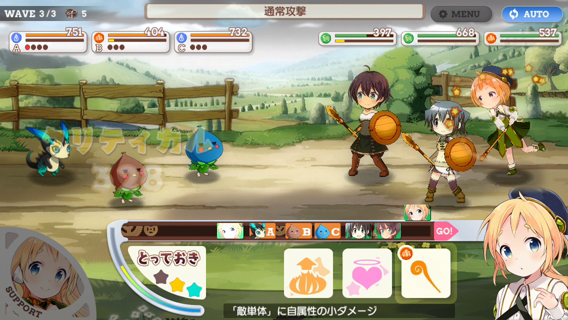 WAVE 3/3 5
通常攻撃
MENU
AUTO
751
A
404
B
732
C
397
668
537
リティカル
A B C
GO!
とっておき
SUPPORT
「敵単体」に自属性の小ダメージ